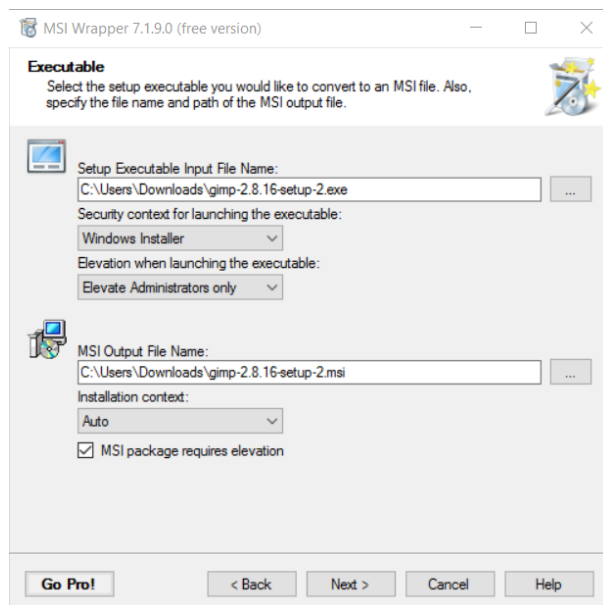 MSI Wrapper 7.1.9.0 (free version)
Executable
Select the setup executable you would like to convert to an MSI file. Also,
specify the file name and path of the MSI output file.
Setup Executable Input File Name:
C:\Users\Downloads\gimp-2.8.16-setup-2.exe
...
Security context for launching the executable:
Windows Installer
Elevation when launching the executable:
Elevate Administrators only
MSI Output File Name:
C:\Users\Downloads\gimp-2.8.16-setup-2.msi
...
Installation context:
Auto
MSI package requires elevation
Go Pro!
< Back
Next >
Cancel
Help